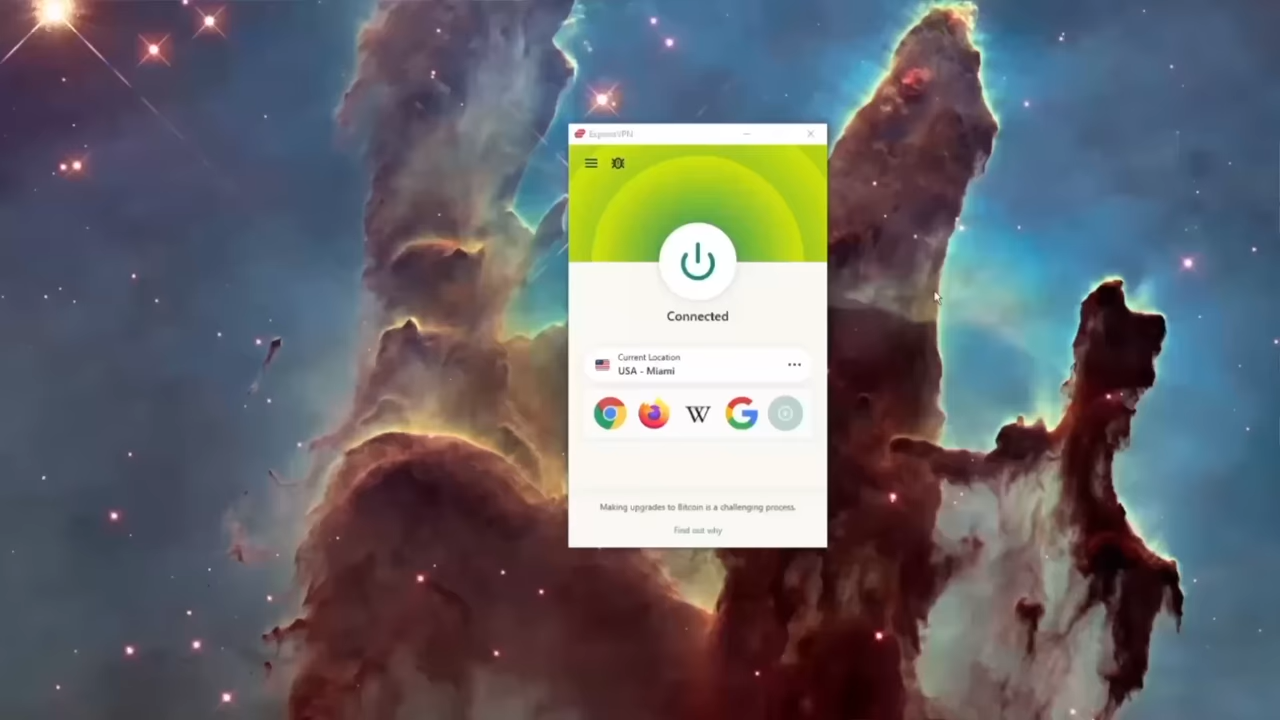 ExpressVPN
Connected
Current Location
USA - Miami
W
Making upgrades to Bitcoin is a challenging process.
Find out why